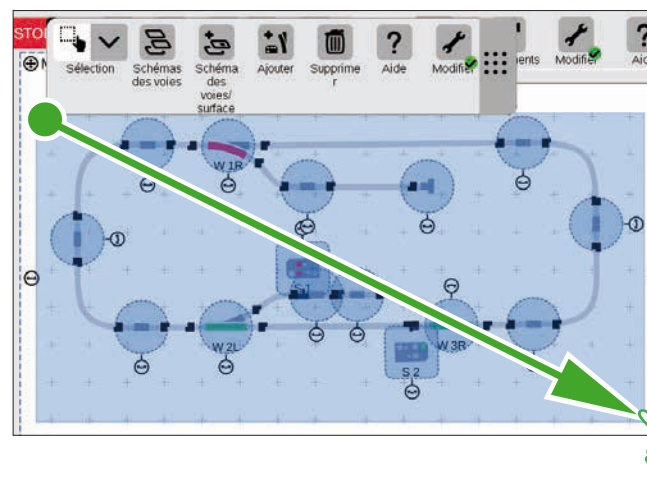 STO
Sélection
Schémas
des voies
Schéma
des
voies/
surface
Ajouter
Supprime
r
Aide
Modifier
ents
Modifier
Aid
M
W 1R
S 1
W 2L
W 3R
S 2